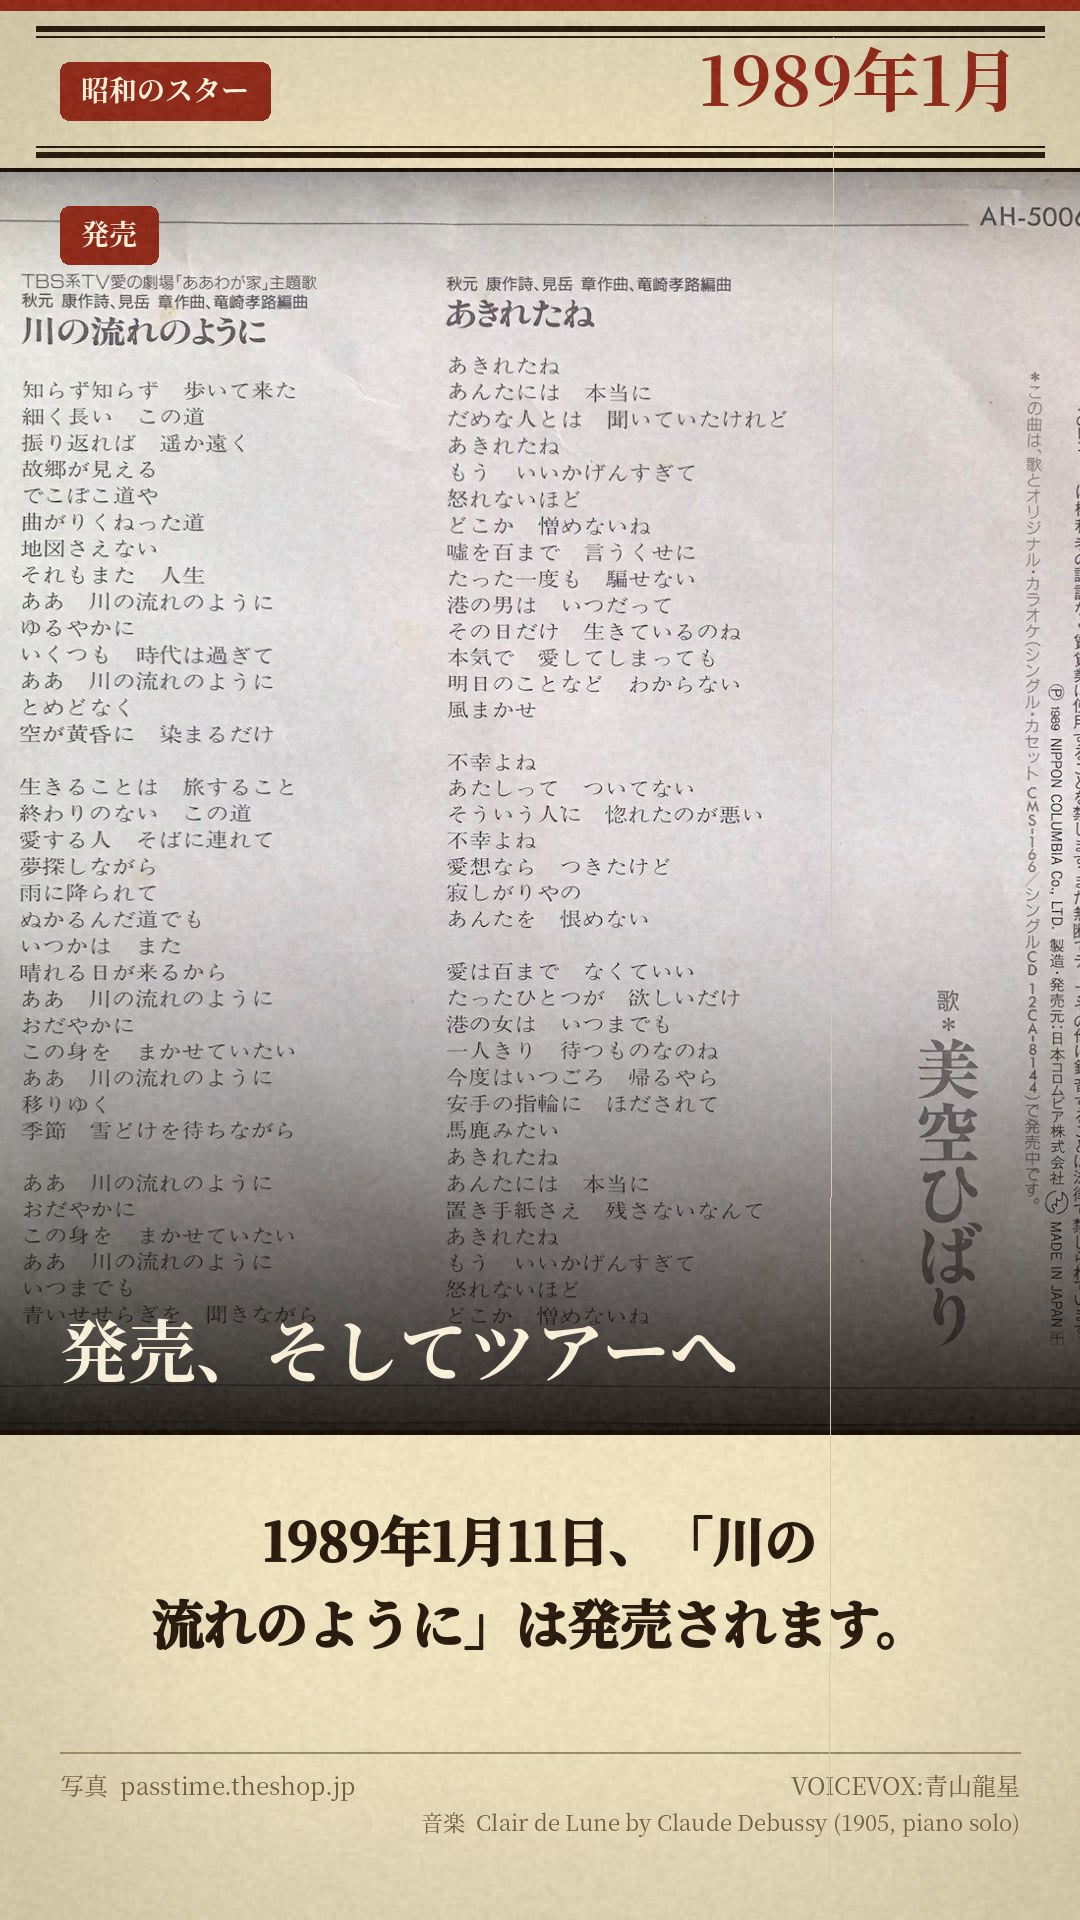 昭和のスター
1989年1月
発売
AH-5006
TBS系TV愛の劇場「ああわが家」主題歌
秋元 康作詩、見岳 章作曲、竜崎孝路編曲
川の流れのように
知らず知らず 歩いて来た
細く長い この道
振り返れば 遥か遠く
故郷が見える
でこぼこ道や
曲がりくねった道
地図さえない
それもまた 人生
ああ 川の流れのように
ゆるやかに
いくつも 時代は過ぎて
ああ 川の流れのように
とめどなく
空が黄昏に 染まるだけ
生きることは 旅すること
終わりのない この道
愛する人 そばに連れて
夢探しながら
雨に降られて
ぬかるんだ道でも
いつかは また
晴れる日が来るから
ああ 川の流れのように
おだやかに
この身を まかせていたい
ああ 川の流れのように
移りゆく
季節 雪どけを待ちながら
ああ 川の流れのように
おだやかに
この身を まかせていたい
ああ 川の流れのように
いつまでも
青いせせらぎを 聞きながら
秋元 康作詩、見岳 章作曲、竜崎孝路編曲
あきれたね
あきれたね
あんたには 本当に
だめな人とは 聞いていたけれど
あきれたね
もう いいかげんすぎて
怒れないほど
どこか 憎めないね
嘘を百まで 言うくせに
たった一度も 騙せない
港の男は いつだって
その日だけ 生きているのね
本気で 愛してしまっても
明日のことなど わからない
風まかせ
不幸よね
あたしって ついてない
そういう人に 惚れたのが悪い
不幸よね
愛想なら つきたけど
寂しがりやの
あんたを 恨めない
愛は百まで なくていい
たったひとつが 欲しいだけ
港の女は いつまでも
一人きり 待つものなのね
今度はいつごろ 帰るやら
安手の指輪に ほだされて
馬鹿みたい
あきれたね
あんたには 本当に
置き手紙さえ 残さないなんて
あきれたね
もう いいかげんすぎて
怒れないほど
どこか 憎めないね
歌*美空ひばり
*この曲は、歌とオリジナル・カラオケ(シングル・カセット CMS-166/シングルCD 12CA-8144)で発売中です。
Ⓟ 1989 NIPPON COLUMBIA Co., LTD. 製造・発売元:日本コロムビア株式会社 MADE IN JAPAN
発売、そしてツアーへ
1989年1月11日、「川の
流れのように」は発売されます。
写真 passtime.theshop.jp
VOICEVOX:青山龍星
音楽 Clair de Lune by Claude Debussy (1905, piano solo)